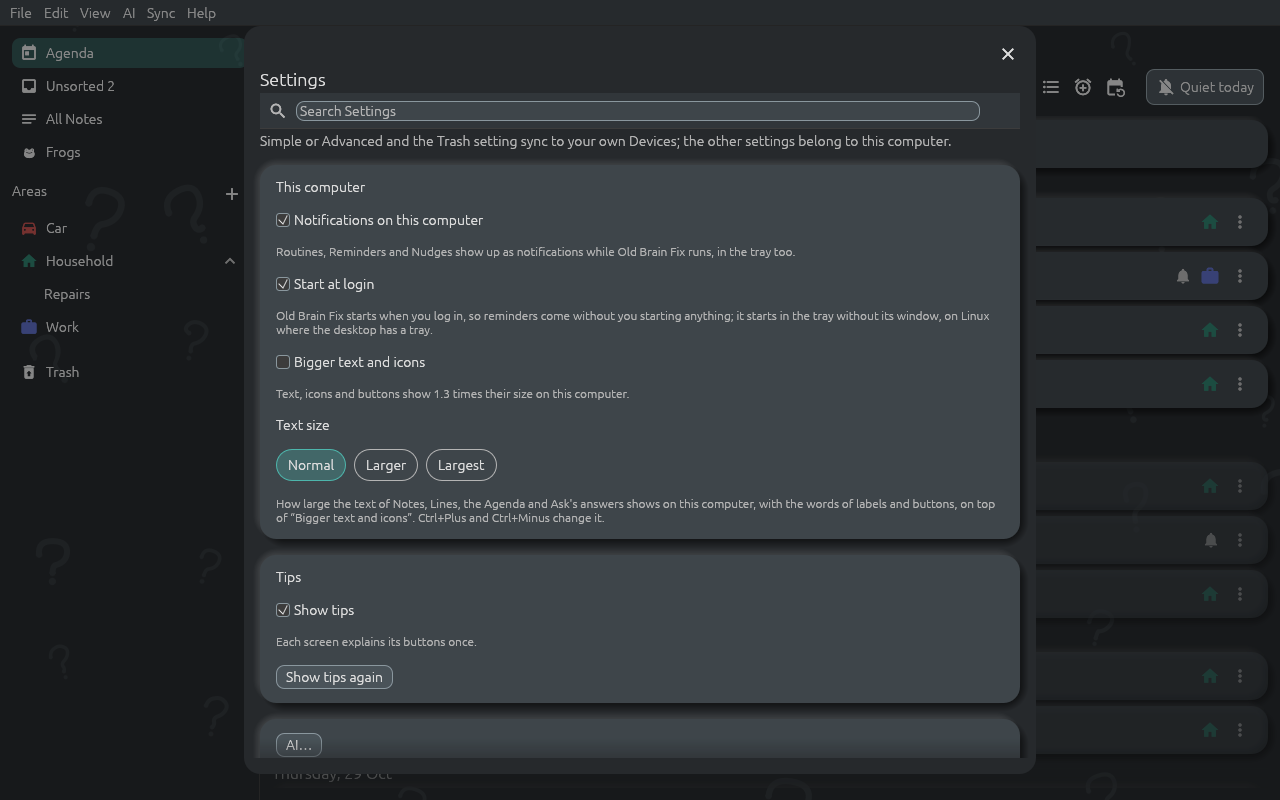 File Edit View AI Sync Help
Agenda
Unsorted 2
All Notes
Frogs
Areas
Car
Household
Repairs
Work
Trash
Quiet today
Settings
Search Settings
Simple or Advanced and the Trash setting sync to your own Devices; the other settings belong to this computer.
This computer
Notifications on this computer
Routines, Reminders and Nudges show up as notifications while Old Brain Fix runs, in the tray too.
Start at login
Old Brain Fix starts when you log in, so reminders come without you starting anything; it starts in the tray without its window, on Linux
where the desktop has a tray.
Bigger text and icons
Text, icons and buttons show 1.3 times their size on this computer.
Text size
Normal Larger Largest
How large the text of Notes, Lines, the Agenda and Ask's answers shows on this computer, with the words of labels and buttons, on top
of “Bigger text and icons”. Ctrl+Plus and Ctrl+Minus change it.
Tips
Show tips
Each screen explains its buttons once.
Show tips again
AI…
Thursday, 29 Oct